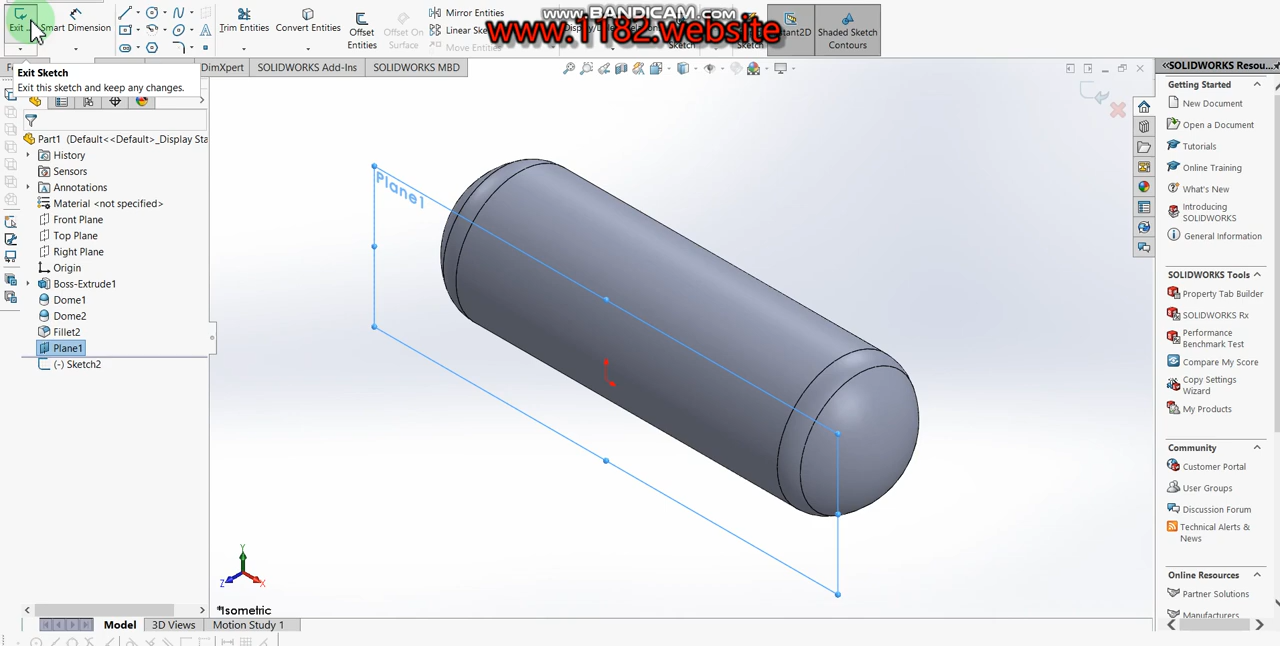 www.BANDICAM.com
www.1182.website
Exit
Smart Dimension
Trim Entities
Convert Entities
Offset Entities
Offset On Surface
Mirror Entities
Linear
Move Entities
Shaded Sketch Contours
Exit Sketch
Exit this sketch and keep any changes.
DimXpert
SOLIDWORKS Add-Ins
SOLIDWORKS MBD
Part1 (Default<<Default>_Display Sta
History
Sensors
Annotations
Material <not specified>
Front Plane
Top Plane
Right Plane
Origin
Boss-Extrude1
Dome1
Dome2
Fillet2
Plane1
(-) Sketch2
Plane1
Y
Z
X
*Isometric
Model
3D Views
Motion Study 1
SOLIDWORKS Resou...
Getting Started
New Document
Open a Document
Tutorials
Online Training
What's New
Introducing
SOLIDWORKS
General Information
SOLIDWORKS Tools
Property Tab Builder
SOLIDWORKS Rx
Performance
Benchmark Test
Compare My Score
Copy Settings
Wizard
My Products
Community
Customer Portal
User Groups
Discussion Forum
Technical Alerts &
News
Online Resources
Partner Solutions
Manufacturers